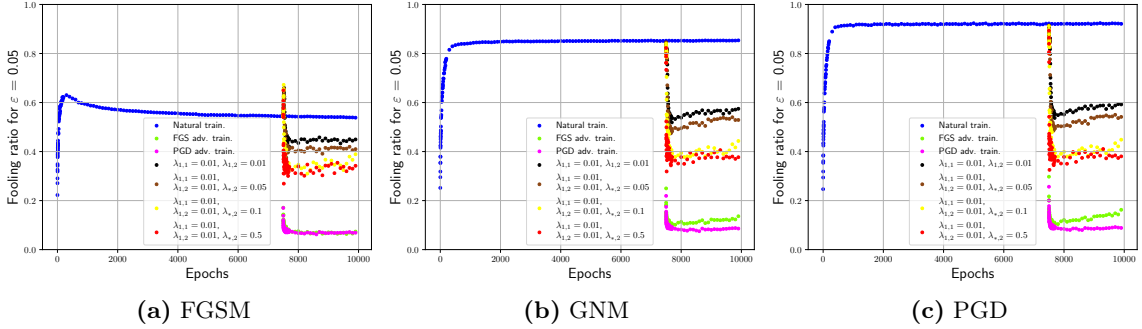 Fooling ratio for ε = 0.05
1.0
0.8
0.6
0.4
0.2
0.0
Natural train.
FGS adv. train.
PGD adv. train.
λ1,1 = 0.01, λ1,2 = 0.01
λ1,1 = 0.01,
λ1,2 = 0.01, λ*,2 = 0.05
λ1,1 = 0.01,
λ1,2 = 0.01, λ*,2 = 0.1
λ1,1 = 0.01,
λ1,2 = 0.01, λ*,2 = 0.5
0 2000 4000 6000 8000 10000
Epochs
(a) FGSM
Fooling ratio for ε = 0.05
1.0
0.8
0.6
0.4
0.2
0.0
Natural train.
FGS adv. train.
PGD adv. train.
λ1,1 = 0.01, λ1,2 = 0.01
λ1,1 = 0.01,
λ1,2 = 0.01, λ*,2 = 0.05
λ1,1 = 0.01,
λ1,2 = 0.01, λ*,2 = 0.1
λ1,1 = 0.01,
λ1,2 = 0.01, λ*,2 = 0.5
0 2000 4000 6000 8000 10000
Epochs
(b) GNM
Fooling ratio for ε = 0.05
1.0
0.8
0.6
0.4
0.2
0.0
Natural train.
FGS adv. train.
PGD adv. train.
λ1,1 = 0.01, λ1,2 = 0.01
λ1,1 = 0.01,
λ1,2 = 0.01, λ*,2 = 0.05
λ1,1 = 0.01,
λ1,2 = 0.01, λ*,2 = 0.1
λ1,1 = 0.01,
λ1,2 = 0.01, λ*,2 = 0.5
0 2000 4000 6000 8000 10000
Epochs
(c) PGD